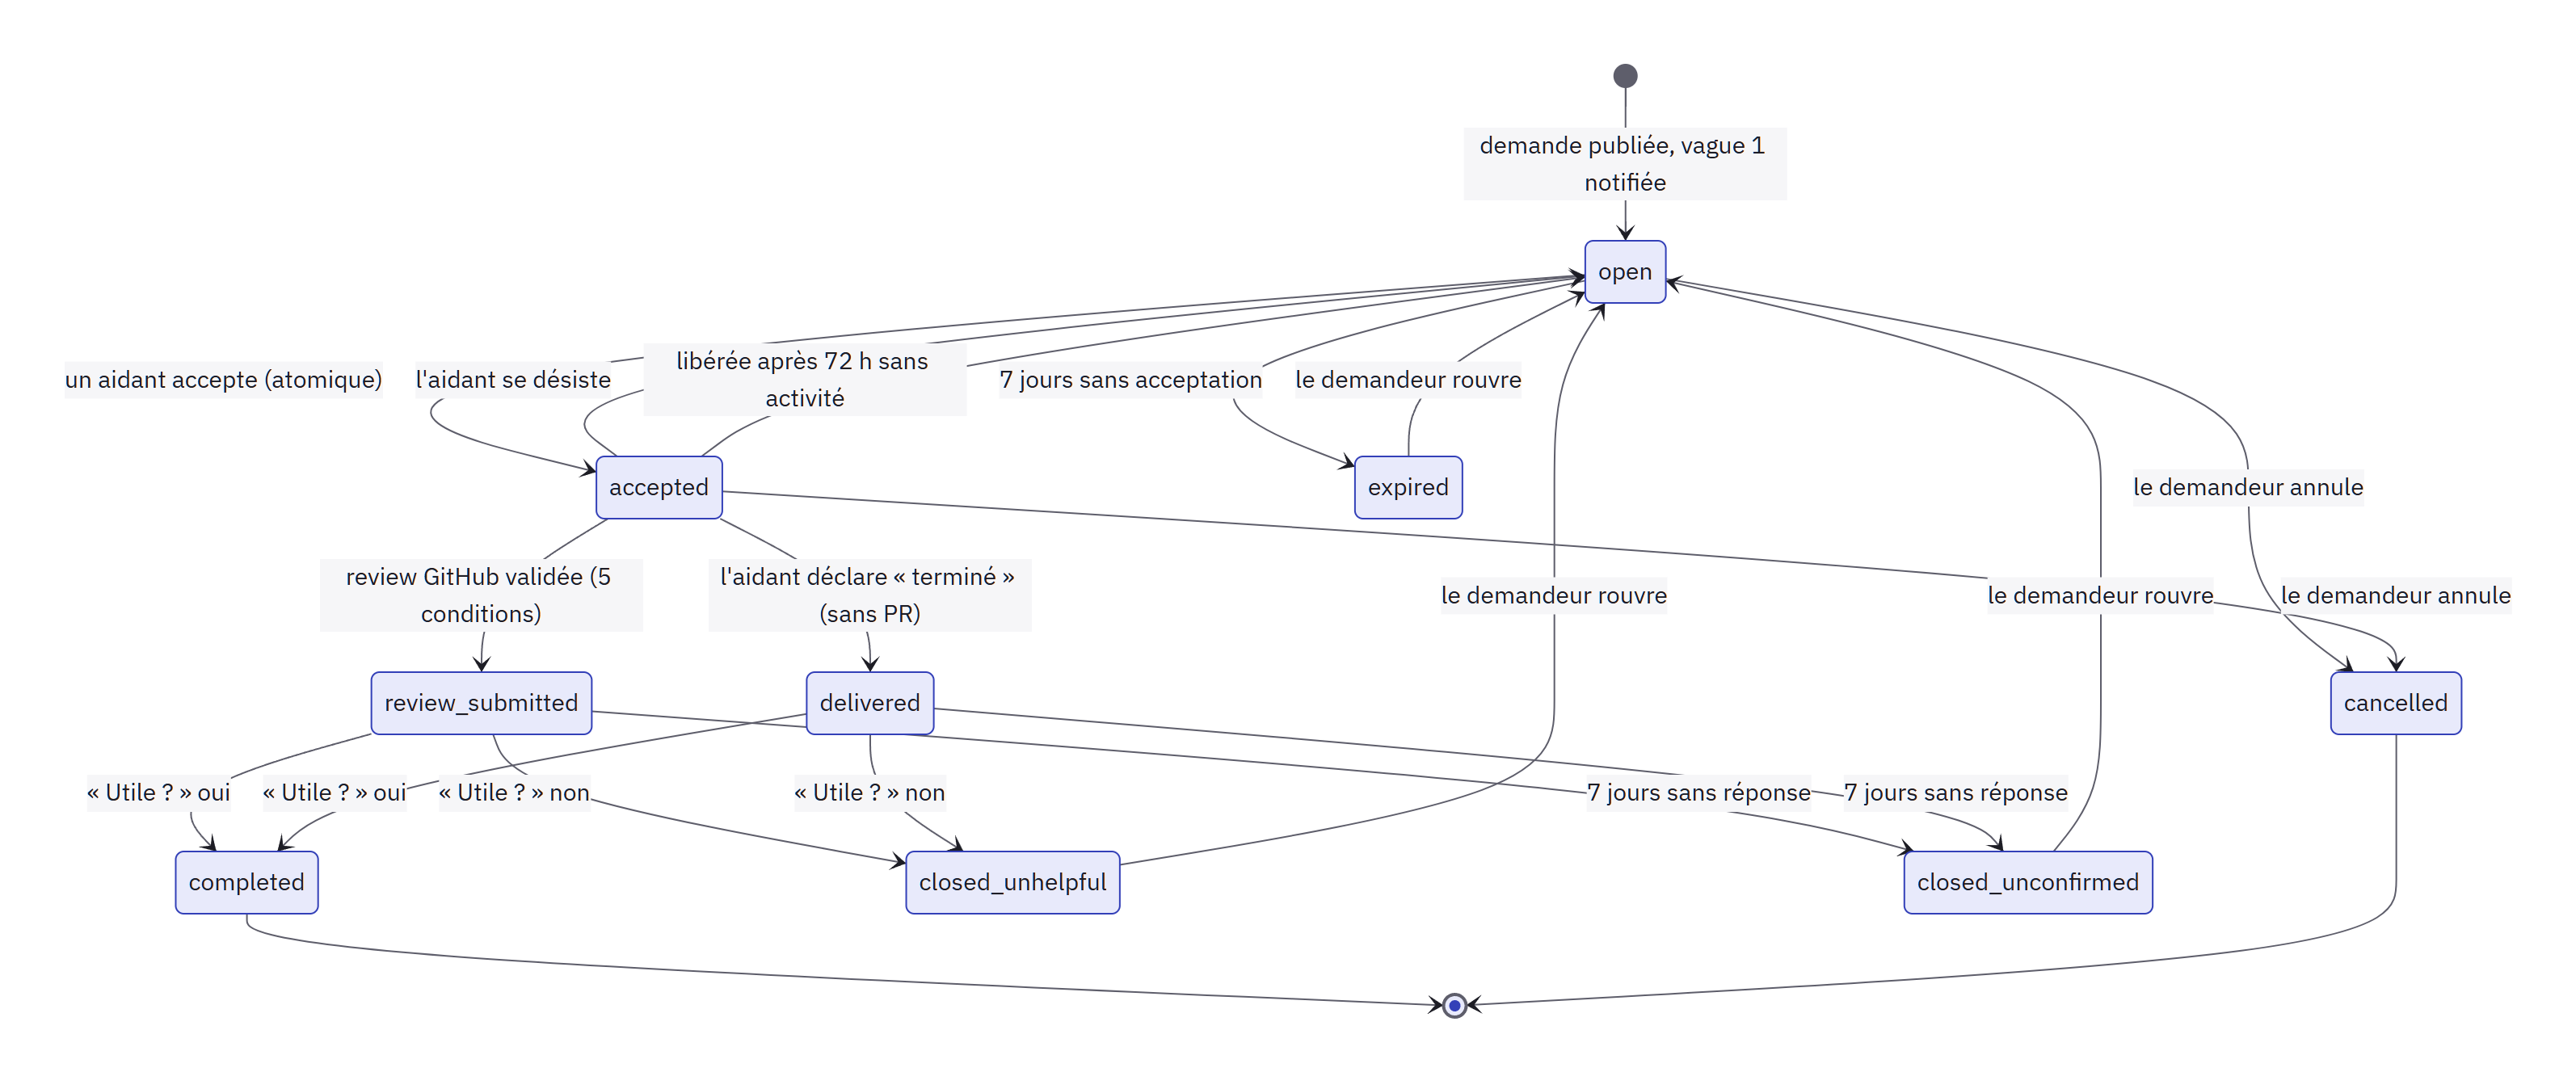 demande publiée, vague 1
notifiée
open
un aidant accepte (atomique)
l'aidant se désiste
libérée après 72 h sans
activité
7 jours sans acceptation
le demandeur rouvre
accepted
expired
le demandeur annule
review GitHub validée (5
conditions)
l'aidant déclare « terminé »
(sans PR)
le demandeur rouvre
le demandeur rouvre
le demandeur annule
review_submitted
delivered
cancelled
« Utile ? » oui
« Utile ? » oui
« Utile ? » non
« Utile ? » non
7 jours sans réponse
7 jours sans réponse
completed
closed_unhelpful
closed_unconfirmed